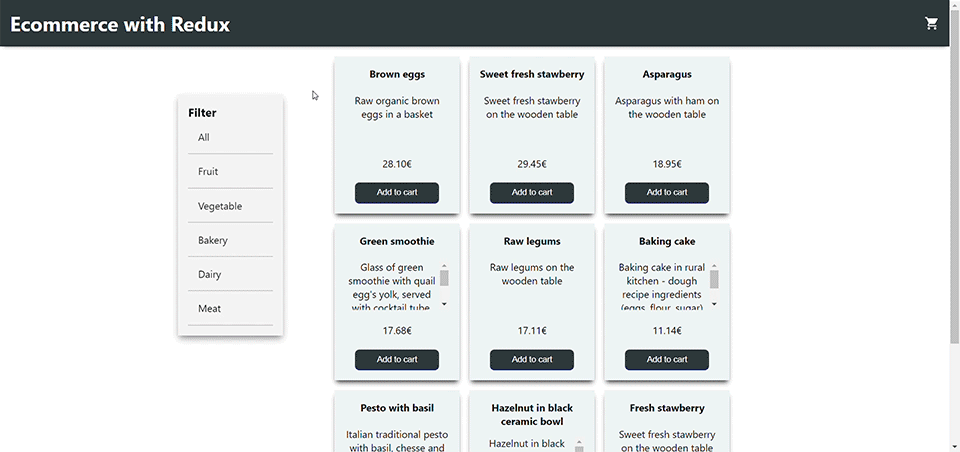 Ecommerce with Redux
Filter
All
Fruit
Vegetable
Bakery
Dairy
Meat
Brown eggs
Raw organic brown
eggs in a basket
28.10€
Add to cart
Sweet fresh stawberry
Sweet fresh stawberry
on the wooden table
29.45€
Add to cart
Asparagus
Asparagus with ham on
the wooden table
18.95€
Add to cart
Green smoothie
Glass of green
smoothie with quail
egg's yolk, served
with cocktail tube,
17.68€
Add to cart
Raw legums
Raw legums on the
wooden table
17.11€
Add to cart
Baking cake
Baking cake in rural
kitchen - dough
recipe ingredients
(eggs, flour, sugar)
11.14€
Add to cart
Pesto with basil
Italian traditional pesto
with basil, chesse and
Hazelnut in black
ceramic bowl
Hazelnut in black
Fresh stawberry
Sweet fresh stawberry
on the wooden table